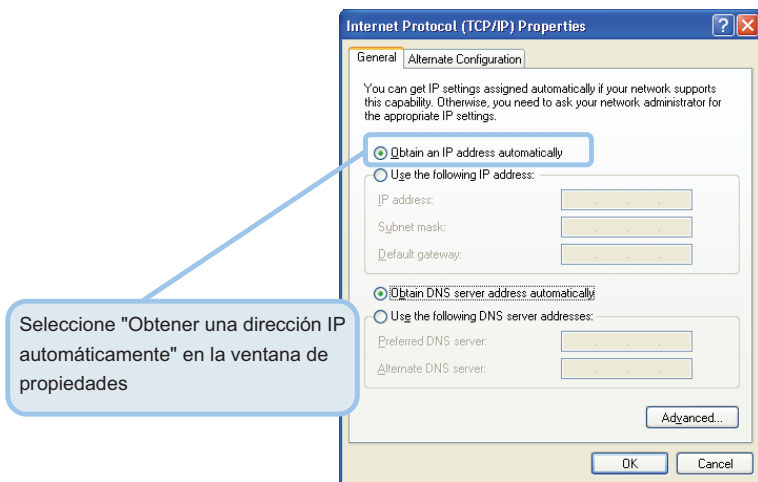 Internet Protocol (TCP/IP) Properties
General
Alternate Configuration
You can get IP settings assigned automatically if your network supports
this capability. Otherwise, you need to ask your network administrator for
the appropriate IP settings.
Obtain an IP address automatically
Use the following IP address:
IP address:
Subnet mask:
Default gateway:
Obtain DNS server address automatically
Use the following DNS server addresses:
Preferred DNS server:
Alternate DNS server:
Advanced...
OK
Cancel
Seleccione "Obtener una dirección IP
automáticamente" en la ventana de
propiedades